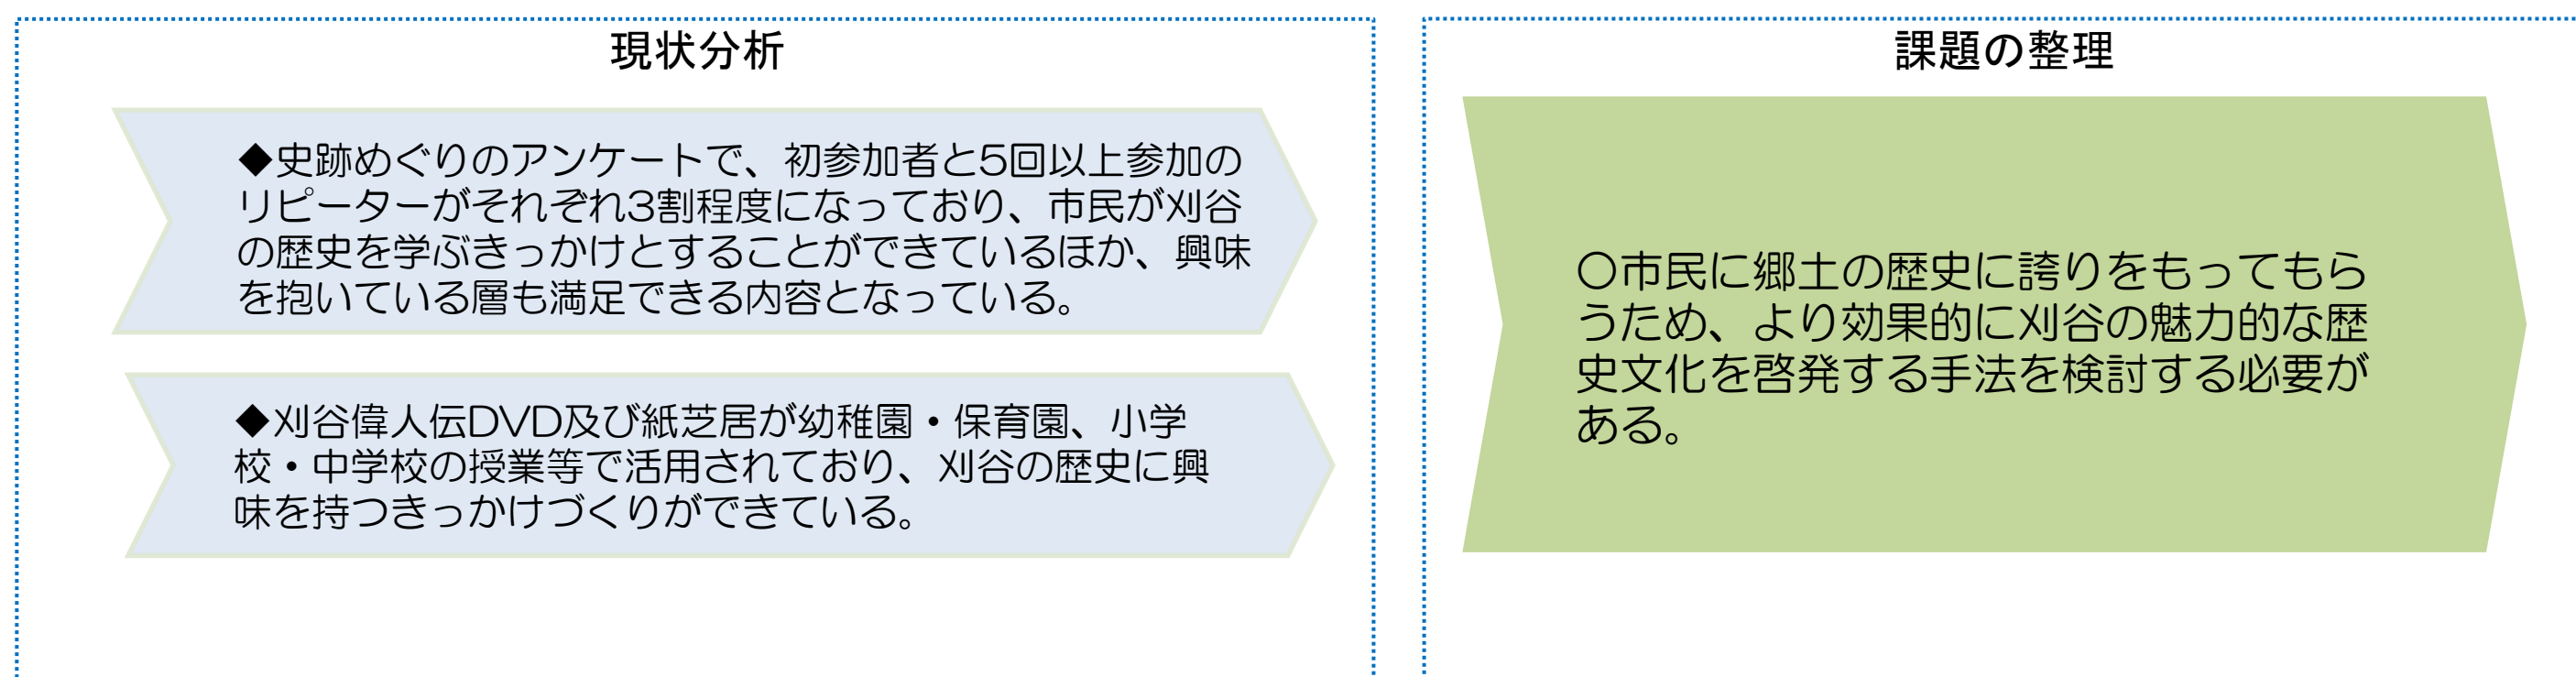 現状分析
◆史跡めぐりのアンケートで、初参加者と5回以上参加の
リピーターがそれぞれ3割程度になっており、市民が刈谷
の歴史を学ぶきっかけとすることができているほか、興味
を抱いている層も満足できる内容となっている。
◆刈谷偉人伝DVD及び紙芝居が幼稚園・保育園、小学
校・中学校の授業等で活用されており、刈谷の歴史に興
味を持つきっかけづくりができている。
課題の整理
〇市民に郷土の歴史に誇りをもってもら
うため、より効果的に刈谷の魅力的な歴
史文化を啓発する手法を検討する必要が
ある。